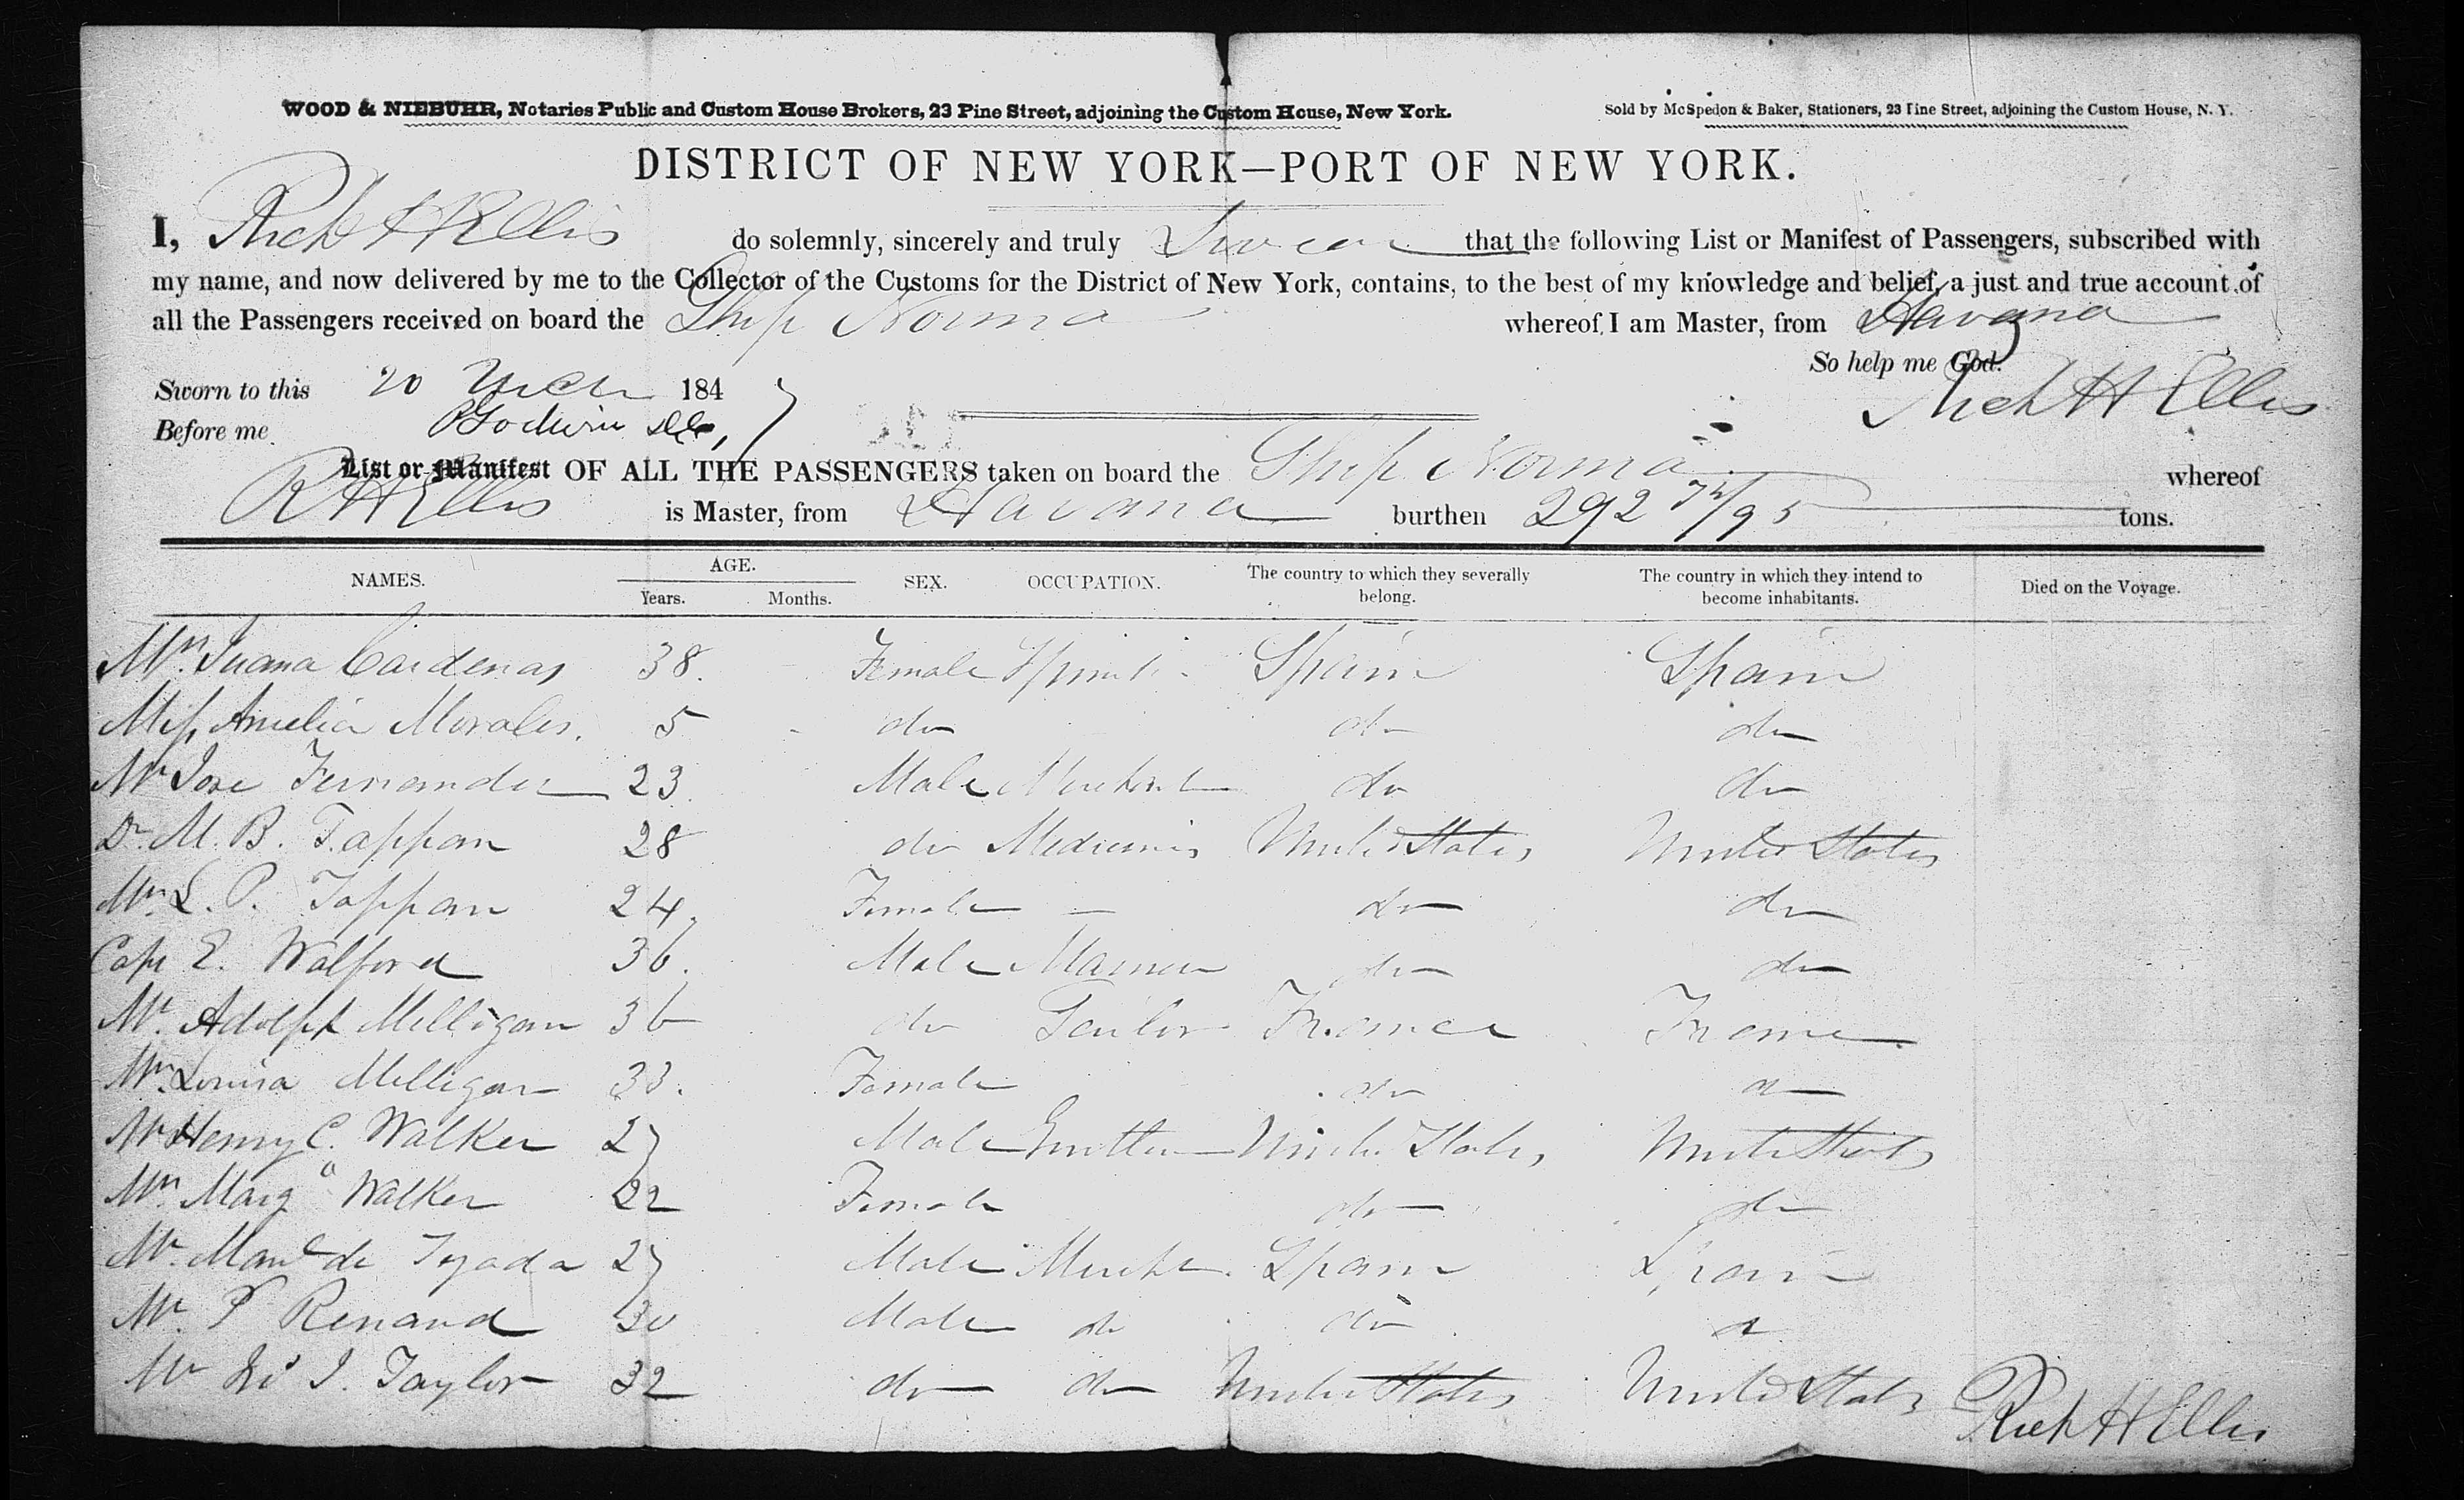 WOOD & NIEBUHR, Notaries Public and Custom House Brokers, 23 Pine Street, adjoining the Custom House, New York.
Sold by McSpedon & Baker, Stationers, 23 Pine Street, adjoining the Custom House, N. Y.
DISTRICT OF NEW YORK—PORT OF NEW YORK.
I, Rich H Ellis do solemnly, sincerely and truly Swear that the following List or Manifest of Passengers, subscribed with
my name, and now delivered by me to the Collector of the Customs for the District of New York, contains, to the best of my knowledge and belief, a just and true account of
all the Passengers received on board the Ship Norma whereof I am Master, from Havana
So help me God.
Sworn to this 20 184 7
Rich H Ellis
Before me Godwin
List or Manifest OF ALL THE PASSENGERS taken on board the Ship Norma whereof
R H Ellis is Master, from Havana burthen 292 /95 tons.
NAMES. AGE. Years. Months. SEX. OCCUPATION. The country to which they severally belong. The country in which they intend to become inhabitants. Died on the Voyage.
Mrs Juana Cardenas 38. Female Spain Spain
Miss Amelia Morales. 5 do do do
Mr Jose Fernandez 23 Male Merchant do do
Dr M. B. Tappan 28 do United States United States
Mrs L. P. Tappan 24. Female — do do
Capt E. Walford 36. Male Mariner do do
Mr. Adolph Milligan 36 do Tailor France France
Mrs Louisa Milligan 33. Female do do
Mr Henry C. Walker 27 Male United States United States
Mrs Marga Walker 22 Female do do
Mr. Manl de Tejada 27 Male Mercht. Spain Spain
Mr. P Renaud 30 Male do do do
Mr J. Taylor 32 do do United States United States
Rich H Ellis